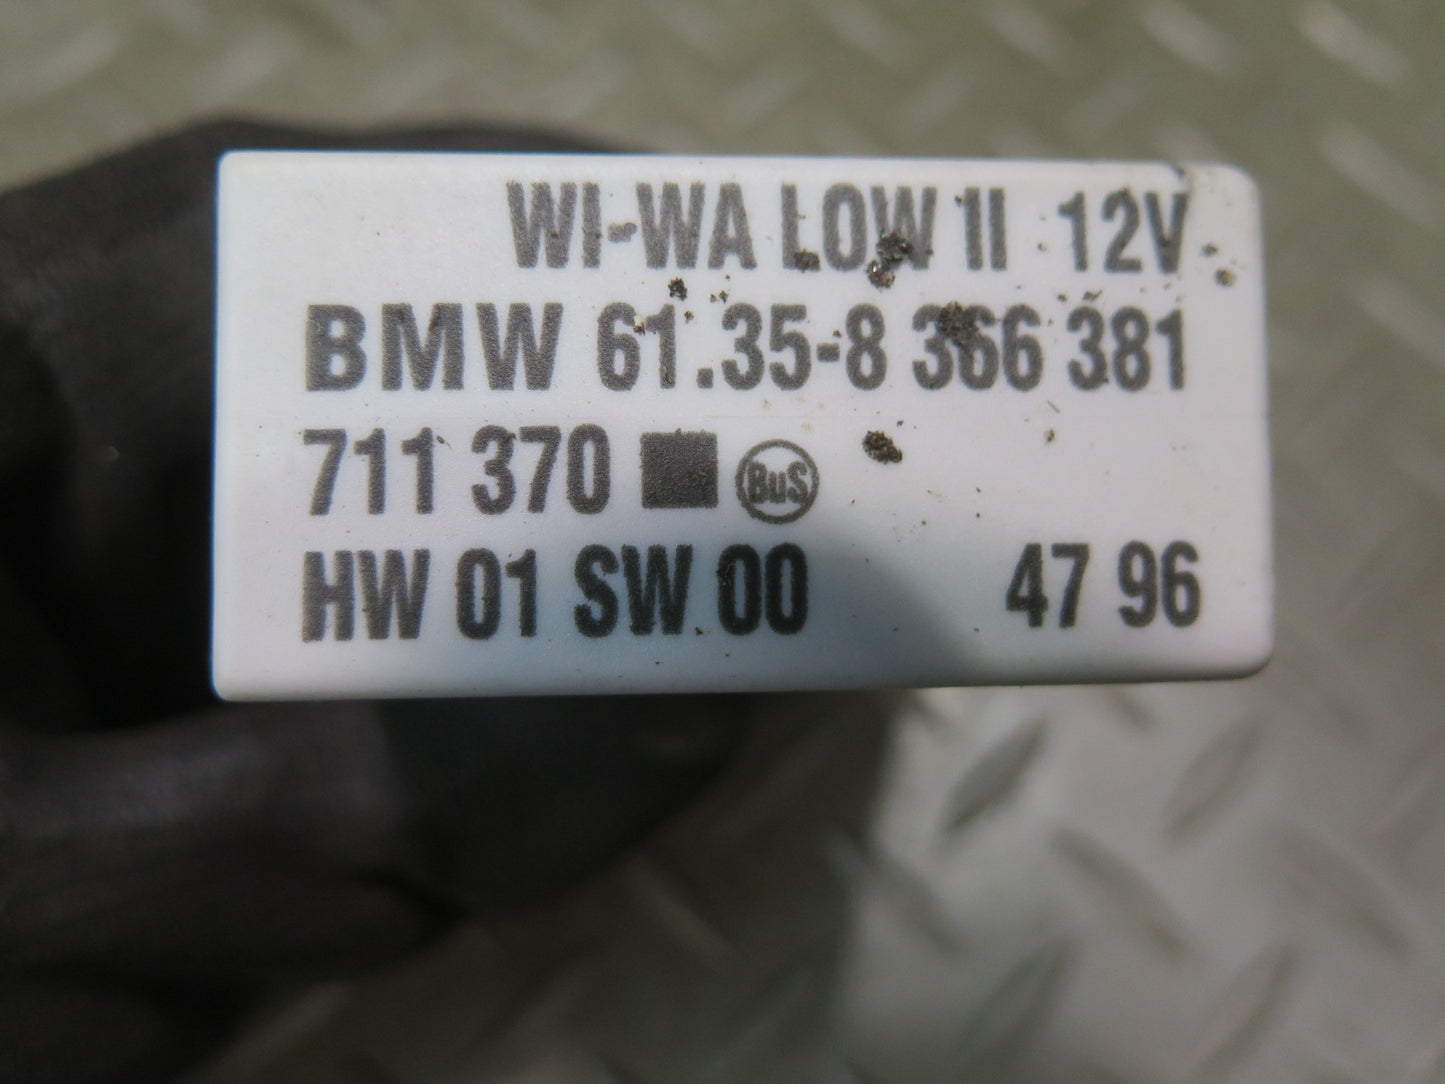 WI-WA LOW II 12V
BMW 61.35-8 366 381
711 370 BuS
HW 01 SW 00 47 96